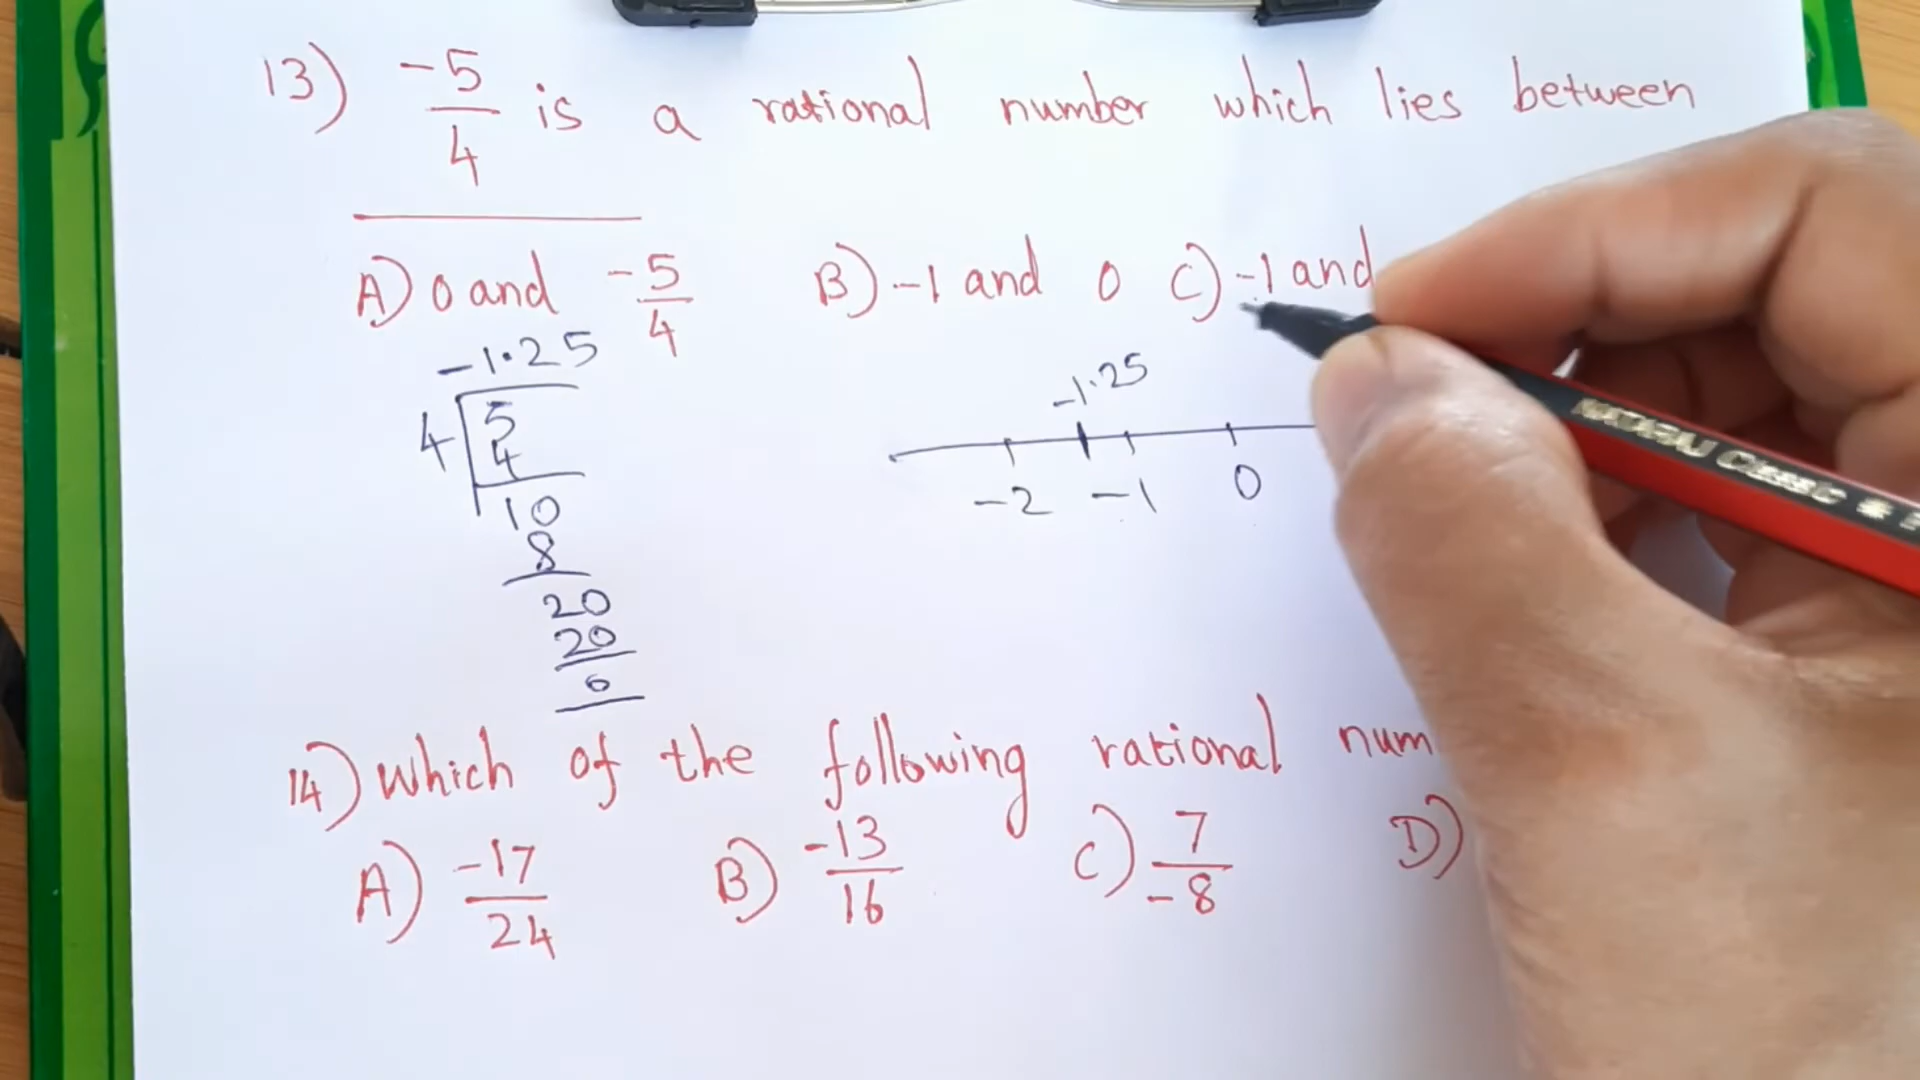 13) -5/4 is a rational number which lies between
A) 0 and -5/4 B) -1 and 0 C) -1 and
-1.25
4 5
4
10
8
20
20
0
-1.25
-2 -1 0
14) Which of the following rational num
A) -17/24 B) -13/16 C) 7/-8 D)
NATARAJ Classic